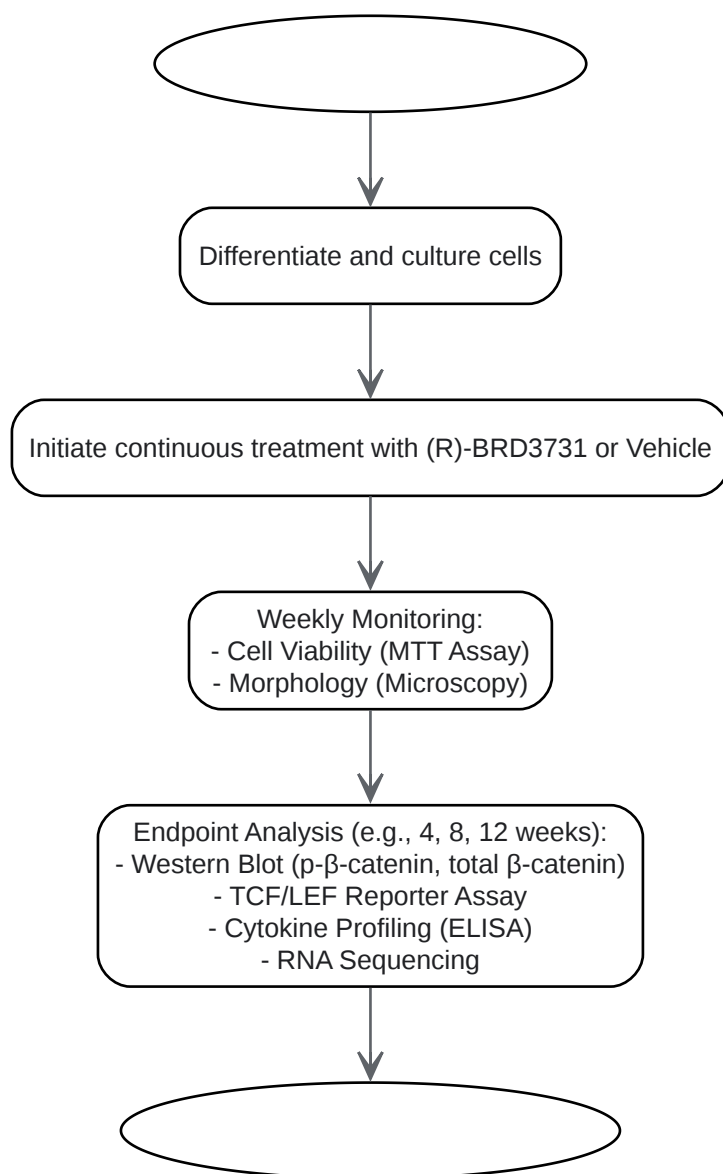 Differentiate and culture cells
Initiate continuous treatment with (R)-BRD3731 or Vehicle
Weekly Monitoring:
- Cell Viability (MTT Assay)
- Morphology (Microscopy)
Endpoint Analysis (e.g., 4, 8, 12 weeks):
- Western Blot (p-β-catenin, total β-catenin)
- TCF/LEF Reporter Assay
- Cytokine Profiling (ELISA)
- RNA Sequencing